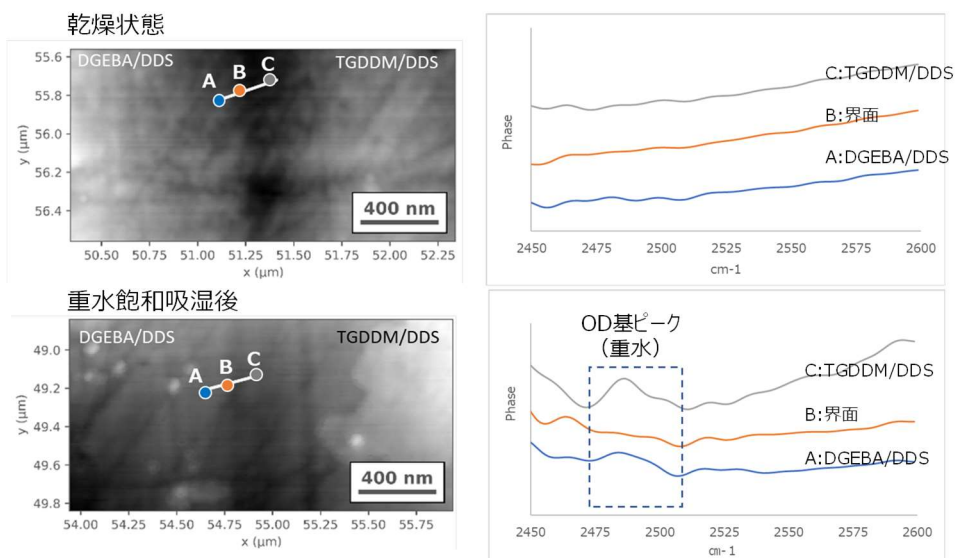 乾燥状態
DGEBA/DDS
TGDDM/DDS
A
B
C
400 nm
55.6
55.8
56.0
56.2
56.4
y (μm)
50.50 50.75 51.00 51.25 51.50 51.75 52.00 52.25
x (μm)
Phase
C:TGDDM/DDS
B:界面
A:DGEBA/DDS
2450 2475 2500 2525 2550 2575 2600
cm-1
重水飽和吸湿後
DGEBA/DDS
TGDDM/DDS
A
B
C
400 nm
49.0
49.2
49.4
49.6
49.8
y (μm)
54.00 54.25 54.50 54.75 55.00 55.25 55.50 55.75
x (μm)
OD基ピーク
(重水)
Phase
C:TGDDM/DDS
B:界面
A:DGEBA/DDS
2450 2475 2500 2525 2550 2575 2600
cm-1